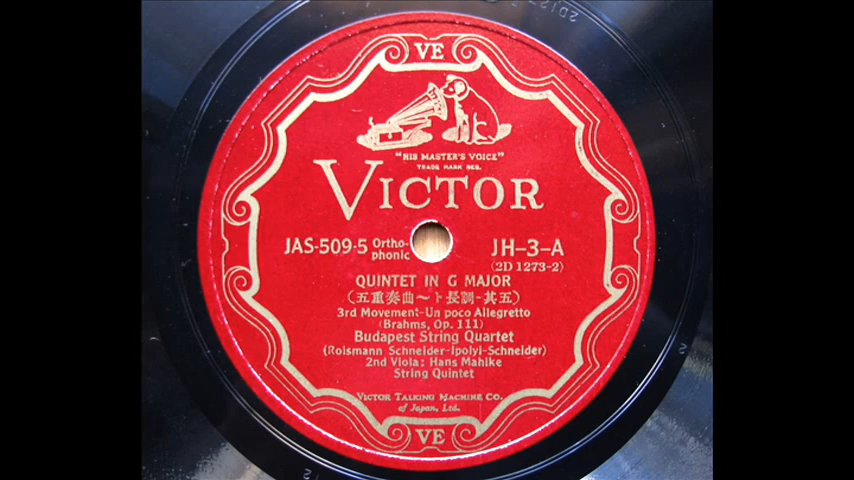 2D127
VE
"HIS MASTER'S VOICE"
TRADE MARK REG.
VICTOR
JAS-509-5 Ortho-phonic JH-3-A
(2D 1273-2)
QUINTET IN G MAJOR
(五重奏曲〜ト長調-其五)
3rd Movement-Un poco Allegretto
(Brahms, Op. 111)
Budapest String Quartet
(Roismann Schneider-Ipolyi-Schneider)
2nd Viola: Hans Mahlke
String Quintet
VICTOR TALKING MACHINE CO.
of Japan, Ltd.
VE